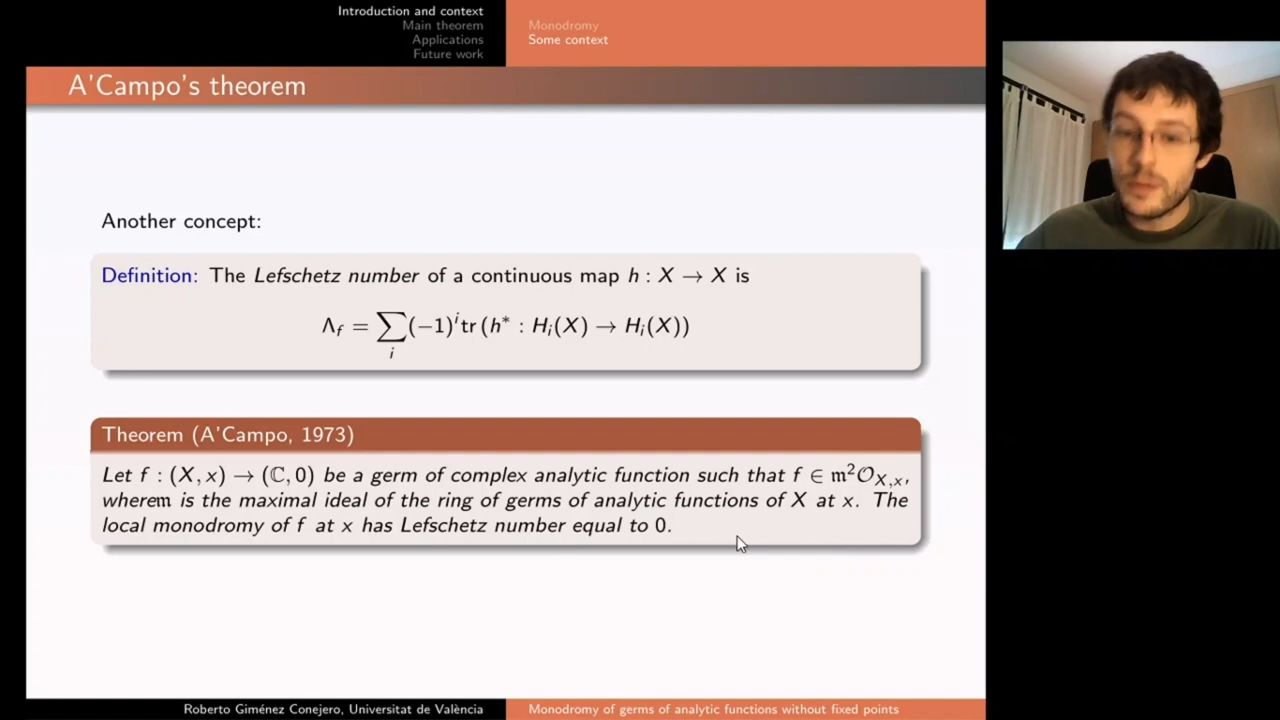 Introduction and context
Main theorem
Applications
Future work
Monodromy
Some context
A'Campo's theorem
Another concept:
Definition: The Lefschetz number of a continuous map h : X → X is
Λ_f = ∑_i (−1)^i tr (h* : H_i(X) → H_i(X))
Theorem (A'Campo, 1973)
Let f : (X, x) → (ℂ, 0) be a germ of complex analytic function such that f ∈ 𝔪²𝒪_{X,x},
where𝔪 is the maximal ideal of the ring of germs of analytic functions of X at x. The
local monodromy of f at x has Lefschetz number equal to 0.
Roberto Giménez Conejero, Universitat de València
Monodromy of germs of analytic functions without fixed points